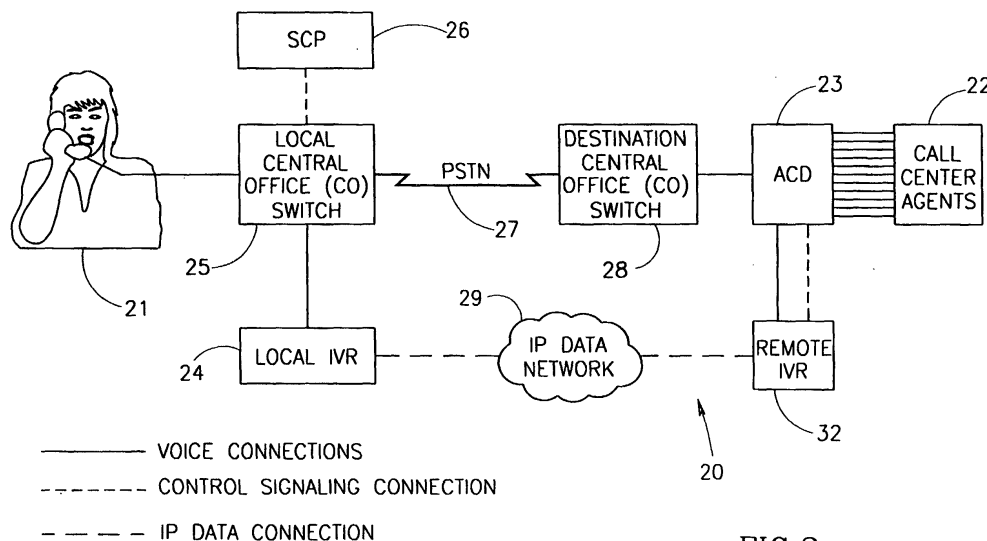 SCP
26
LOCAL
CENTRAL
OFFICE (CO)
SWITCH
25
PSTN
27
DESTINATION
CENTRAL
OFFICE (CO)
SWITCH
28
23
ACD
22
CALL
CENTER
AGENTS
21
24
LOCAL IVR
29
IP DATA
NETWORK
REMOTE
IVR
32
20
VOICE CONNECTIONS
CONTROL SIGNALING CONNECTION
IP DATA CONNECTION